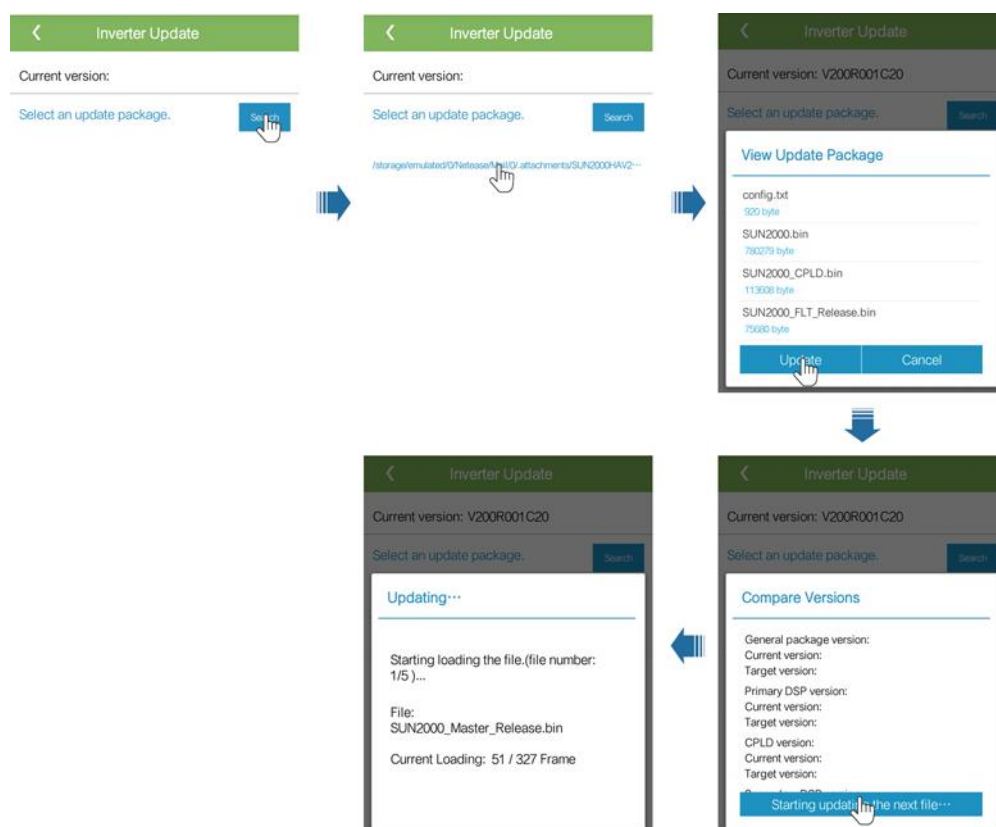 Inverter Update
Current version:
Select an update package.
Search
Inverter Update
Current version:
Select an update package.
Search
/storage/emulated/0/Netease/Mail/0/.attachments/SUN2000HAV2···
Inverter Update
Current version: V200R001C20
Select an update package.
Search
View Update Package
config.txt
920 byte
SUN2000.bin
780279 byte
SUN2000_CPLD.bin
113608 byte
SUN2000_FLT_Release.bin
75680 byte
Update
Cancel
Inverter Update
Current version: V200R001C20
Select an update package.
Search
Compare Versions
General package version:
Current version:
Target version:
Primary DSP version:
Current version:
Target version:
CPLD version:
Current version:
Target version:
Starting updating the next file···
Inverter Update
Current version: V200R001C20
Select an update package.
Search
Updating···
Starting loading the file.(file number:
1/5 )...
File:
SUN2000_Master_Release.bin
Current Loading: 51 / 327 Frame